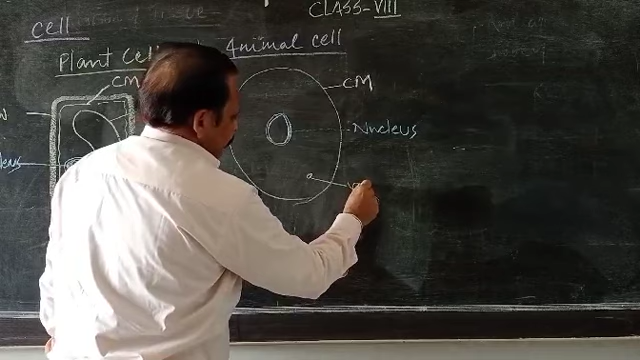 CLASS-VIII
cell
Plant Cell
Animal cell
CM
CM
Nucleus